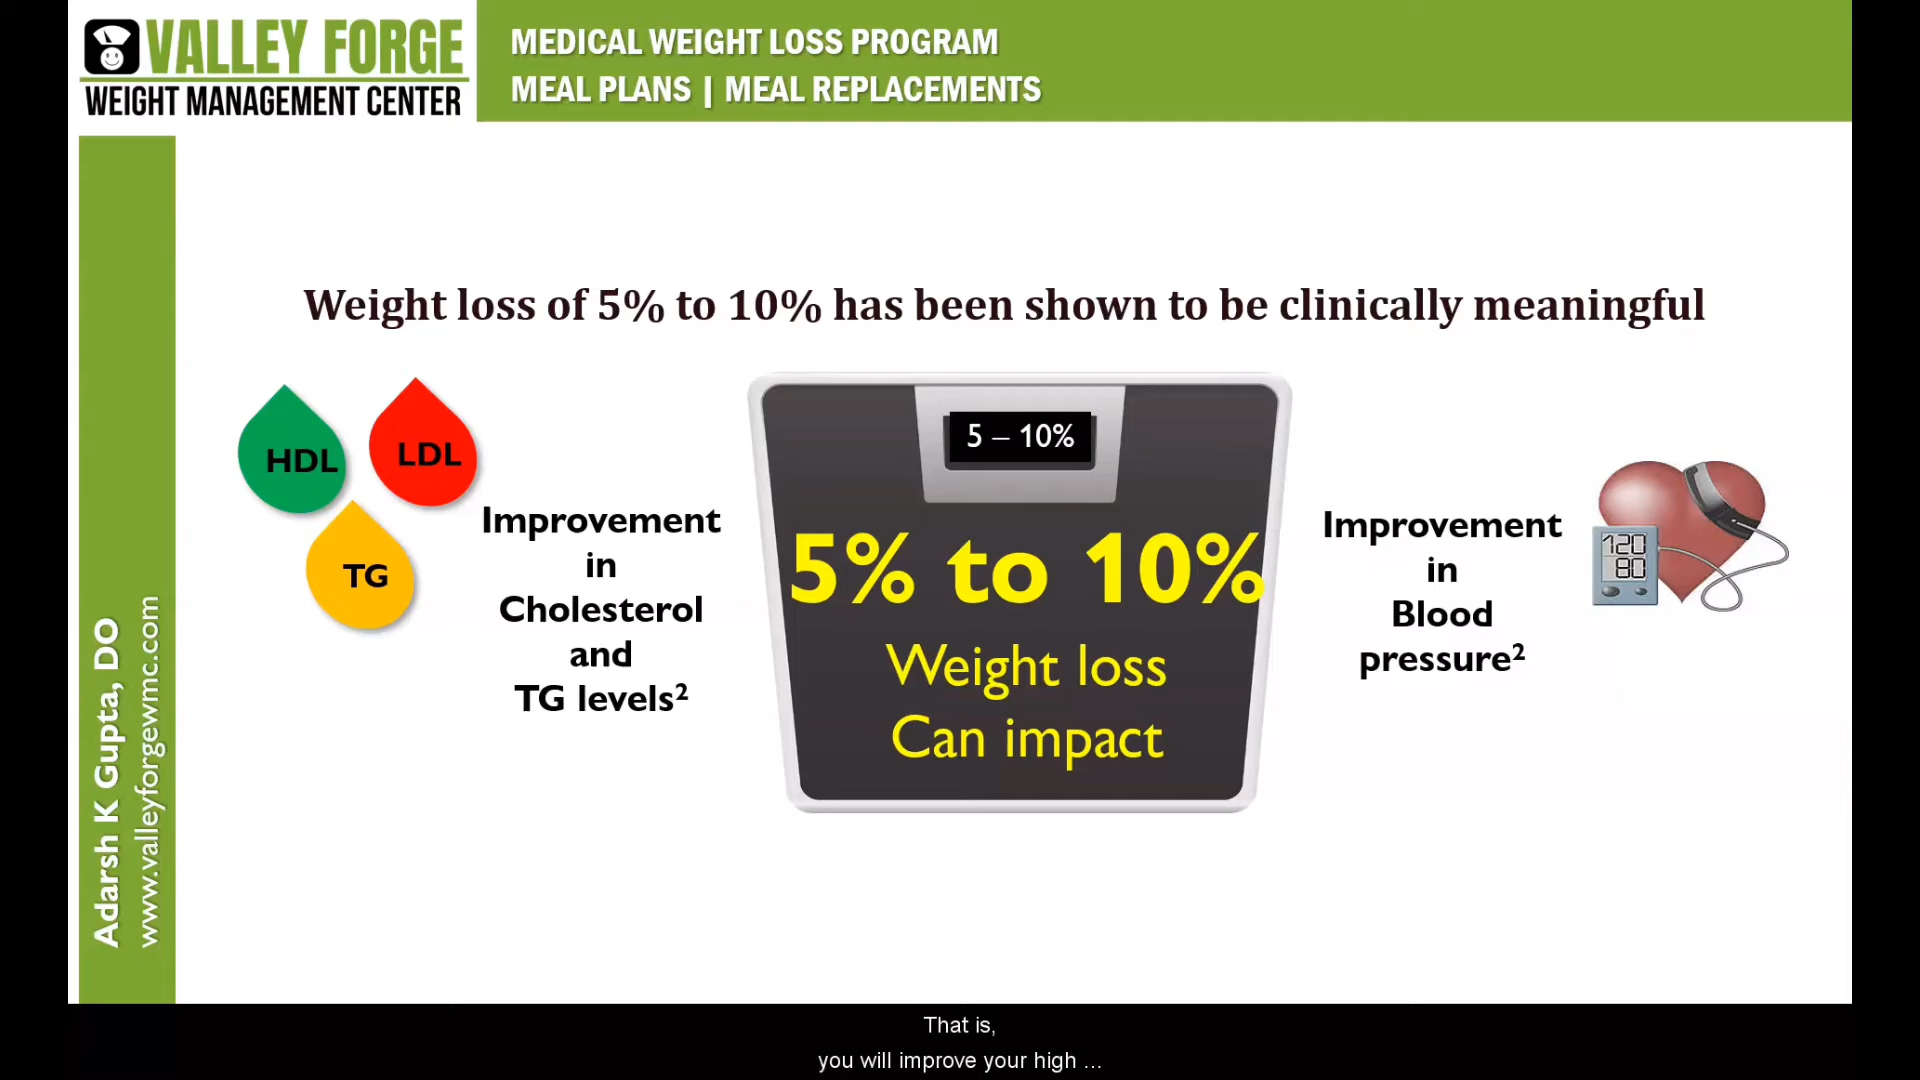 VALLEY FORGE
WEIGHT MANAGEMENT CENTER
MEDICAL WEIGHT LOSS PROGRAM
MEAL PLANS | MEAL REPLACEMENTS
Adarsh K Gupta, DO
www.valleyforgewmc.com
Weight loss of 5% to 10% has been shown to be clinically meaningful
HDL
LDL
TG
Improvement
in
Cholesterol
and
TG levels²
5 – 10%
5% to 10%
Weight loss
Can impact
Improvement
in
Blood
pressure²
120
80
That is,
you will improve your high ...